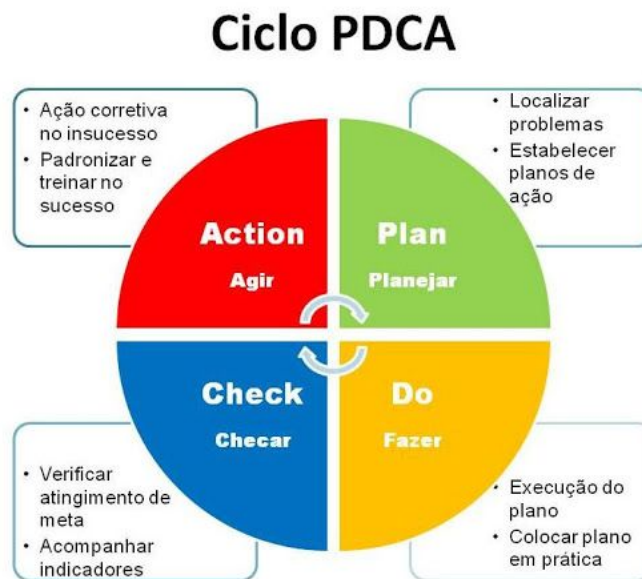 Ciclo PDCA
• Ação corretiva
no insucesso
• Padronizar e
treinar no
sucesso
• Localizar
problemas
• Estabelecer
planos de
ação
Action
Agir
Plan
Planejar
Check
Checar
Do
Fazer
• Verificar
atingimento de
meta
• Acompanhar
indicadores
• Execução do
plano
• Colocar plano
em prática